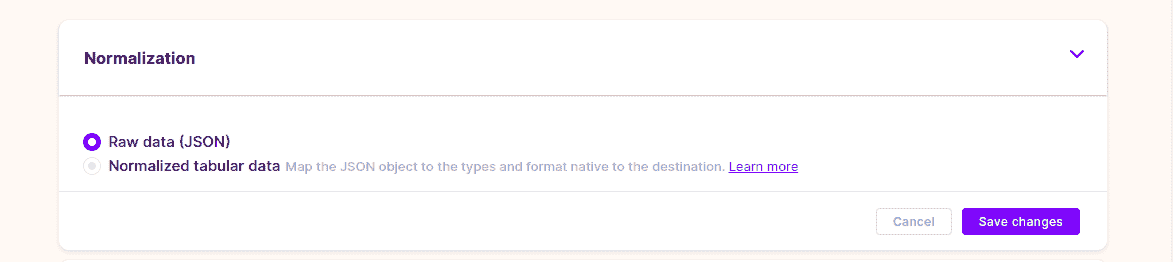 Normalization
Raw data (JSON)
Normalized tabular data Map the JSON object to the types and format native to the destination. Learn more
Cancel Save changes